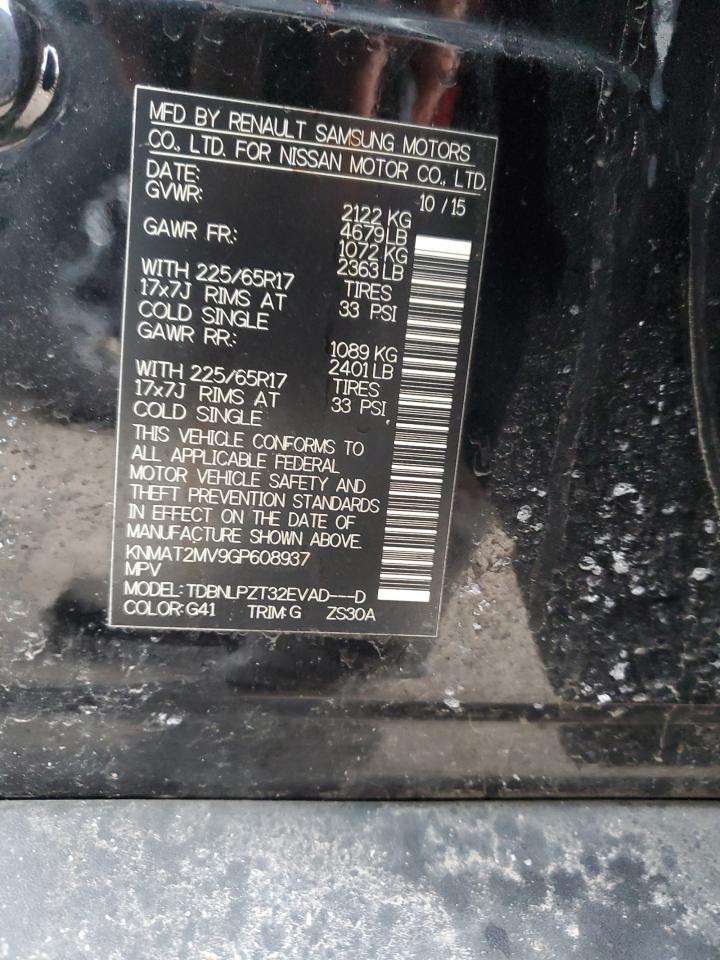 MFD BY RENAULT SAMSUNG MOTORS
CO., LTD. FOR NISSAN MOTOR CO., LTD.
DATE: 10 / 15
GVWR: 2122 KG
4679 LB
GAWR FR.: 1072 KG
2363 LB
WITH 225/65R17 TIRES
17x7J RIMS AT 33 PSI
COLD SINGLE
GAWR RR.: 1089 KG
2401 LB
WITH 225/65R17 TIRES
17x7J RIMS AT 33 PSI
COLD SINGLE
THIS VEHICLE CONFORMS TO
ALL APPLICABLE FEDERAL
MOTOR VEHICLE SAFETY AND
THEFT PREVENTION STANDARDS
IN EFFECT ON THE DATE OF
MANUFACTURE SHOWN ABOVE.
KNMAT2MV9GP608937
MPV
MODEL: TDBNLPZT32EVAD---D
COLOR: G41 TRIM: G ZS30A